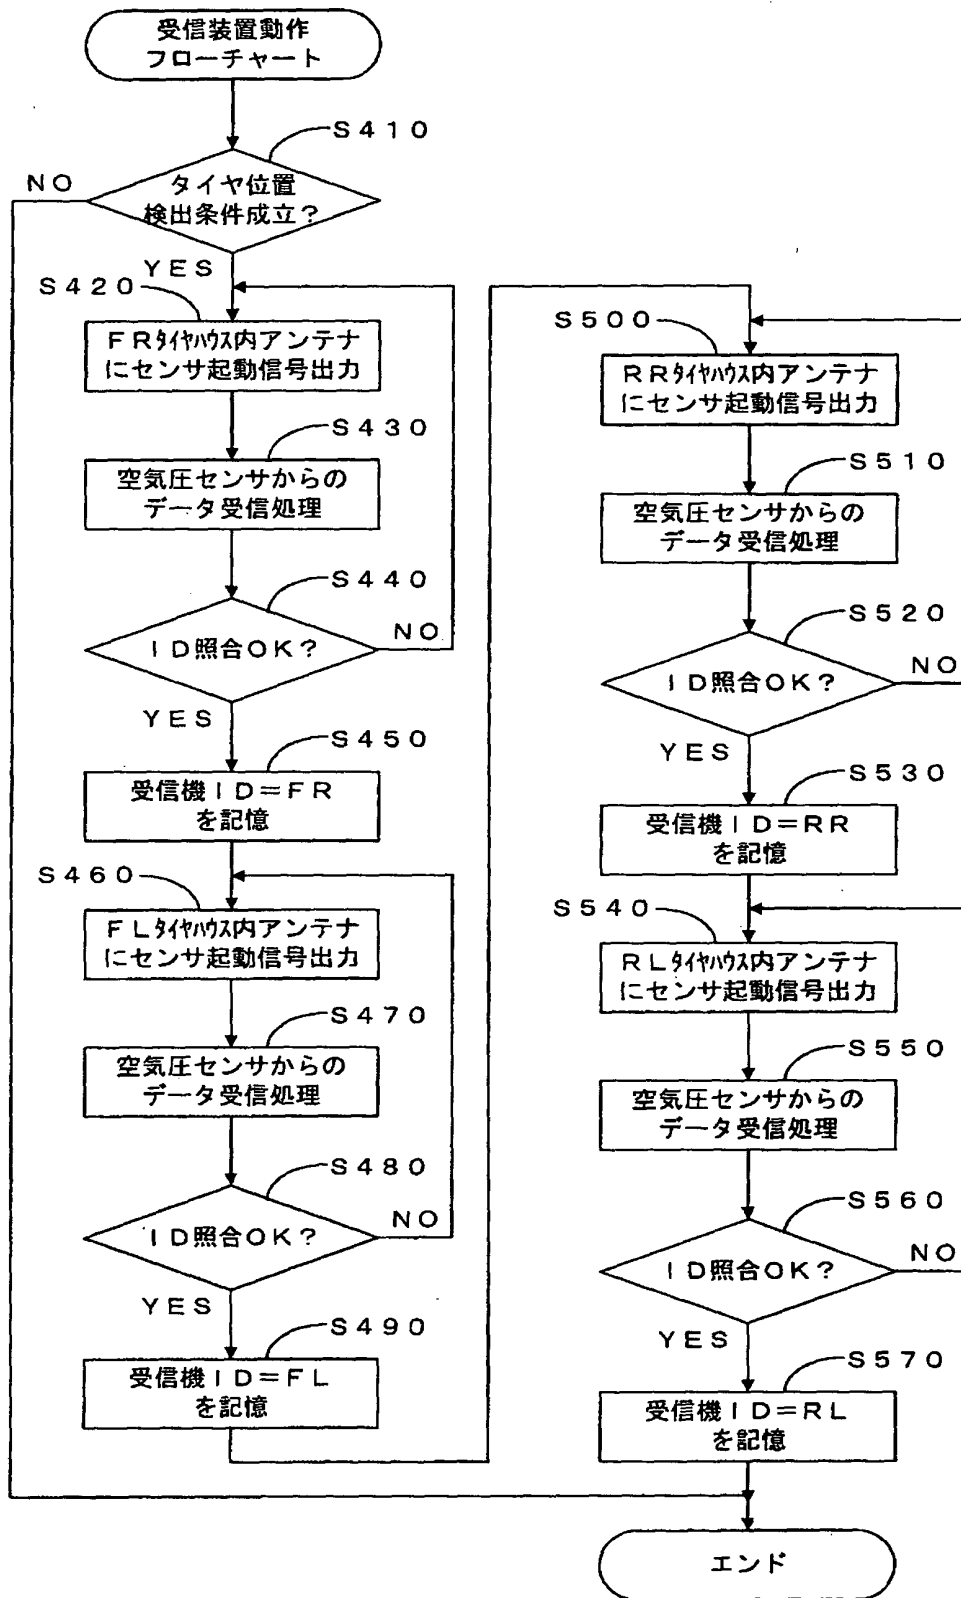 受信装置動作
フローチャート
S410
NO
タイヤ位置
検出条件成立？
YES
S420
FRタイヤハウス内アンテナ
にセンサ起動信号出力
S430
空気圧センサからの
データ受信処理
S440
ID照合OK？
NO
YES
S450
受信機ID＝FR
を記憶
S460
FLタイヤハウス内アンテナ
にセンサ起動信号出力
S470
空気圧センサからの
データ受信処理
S480
ID照合OK？
NO
YES
S490
受信機ID＝FL
を記憶
S500
RRタイヤハウス内アンテナ
にセンサ起動信号出力
S510
空気圧センサからの
データ受信処理
S520
ID照合OK？
NO
YES
S530
受信機ID＝RR
を記憶
S540
RLタイヤハウス内アンテナ
にセンサ起動信号出力
S550
空気圧センサからの
データ受信処理
S560
ID照合OK？
NO
YES
S570
受信機ID＝RL
を記憶
エンド